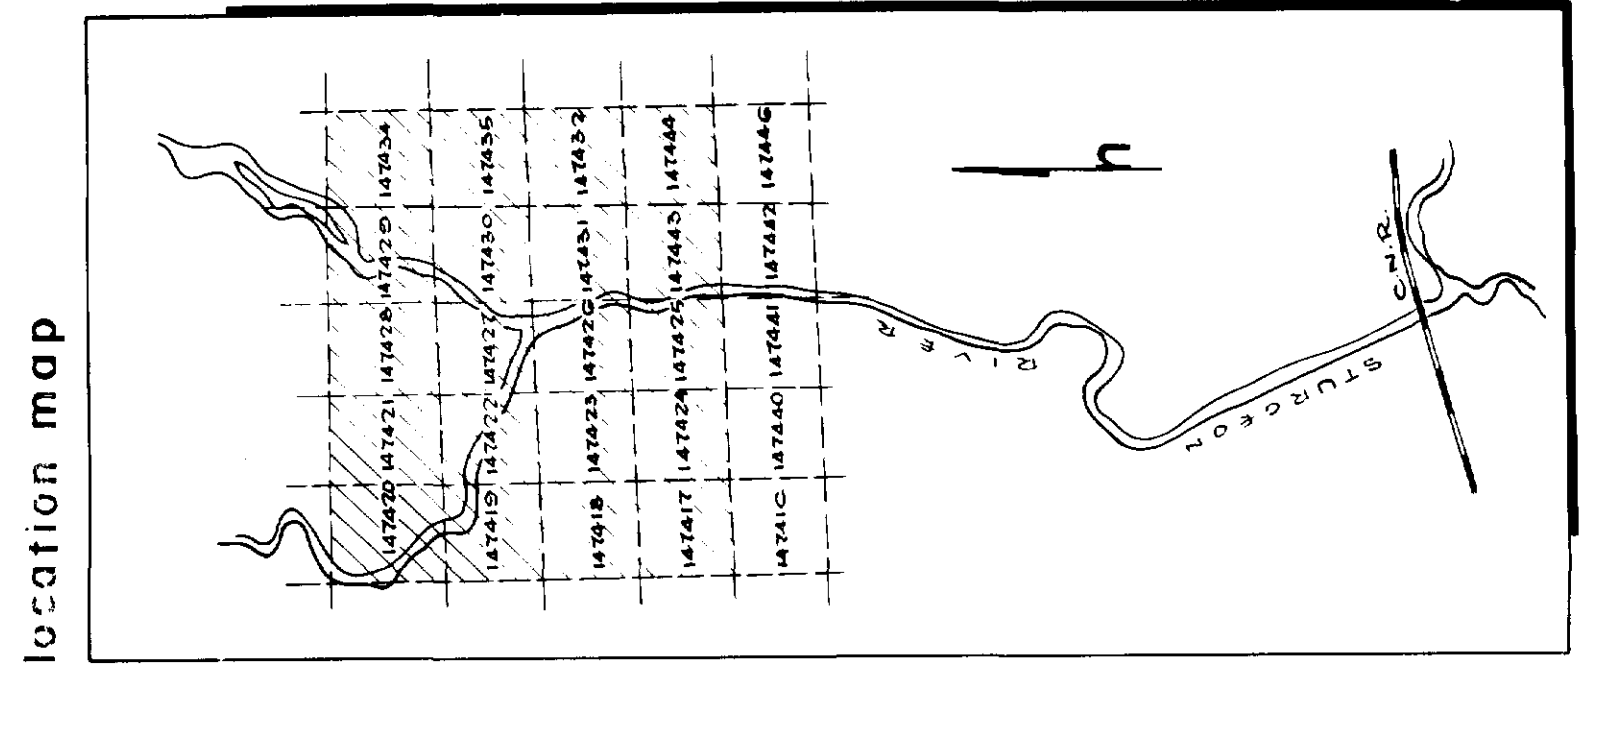 location map
147420 147421 147428 147429 147434
147419 147422 147427 147430 147435
147418 147423 147426 147431 147432
147417 147424 147425 147443 147444
147416 147440 147441 147442 147446
n
STURGEON RIVER
C.N.R.